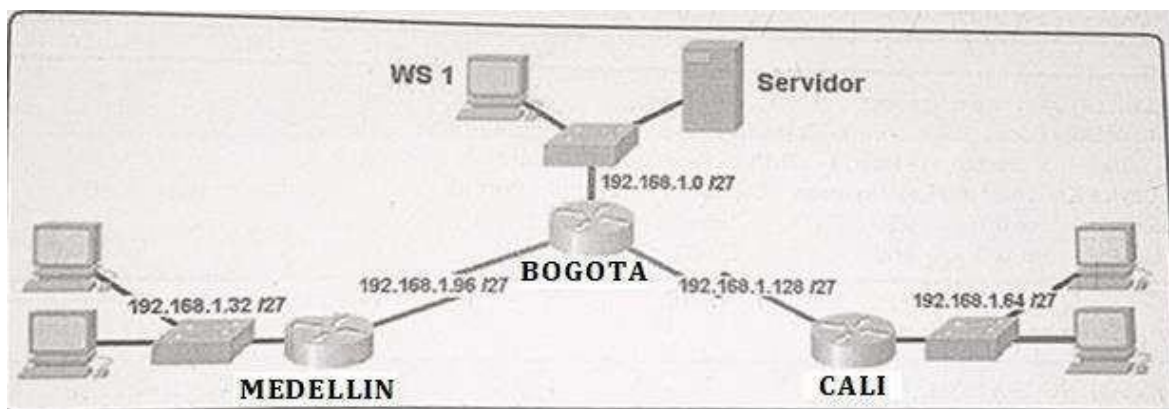 WS 1
Servidor
192.168.1.0 /27
BOGOTA
192.168.1.96 /27
192.168.1.128 /27
192.168.1.32 /27
192.168.1.64 /27
MEDELLIN
CALI